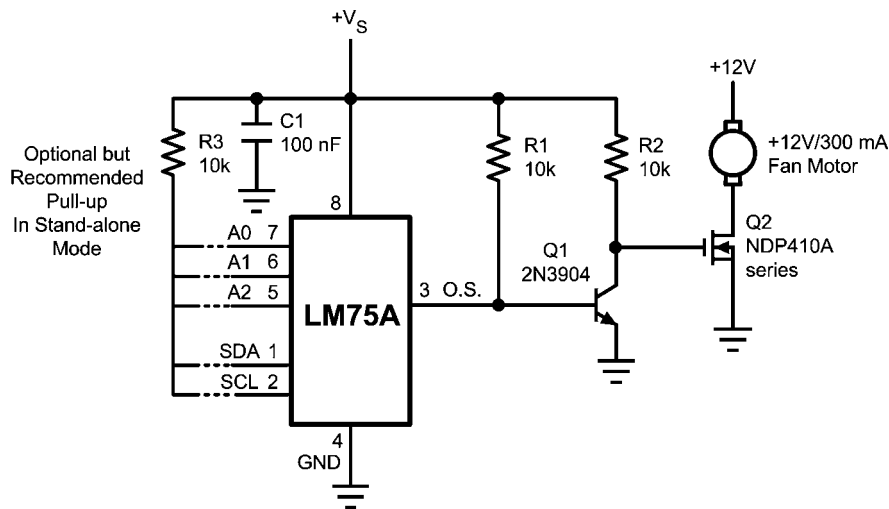 +VS
+12V
C1
100 nF
R3
10k
R1
10k
R2
10k
+12V/300 mA
Fan Motor
Optional but
Recommended
Pull-up
In Stand-alone
Mode
8
A0 7
A1 6
A2 5
SDA 1
SCL 2
LM75A
3 O.S.
Q1
2N3904
Q2
NDP410A
series
4
GND